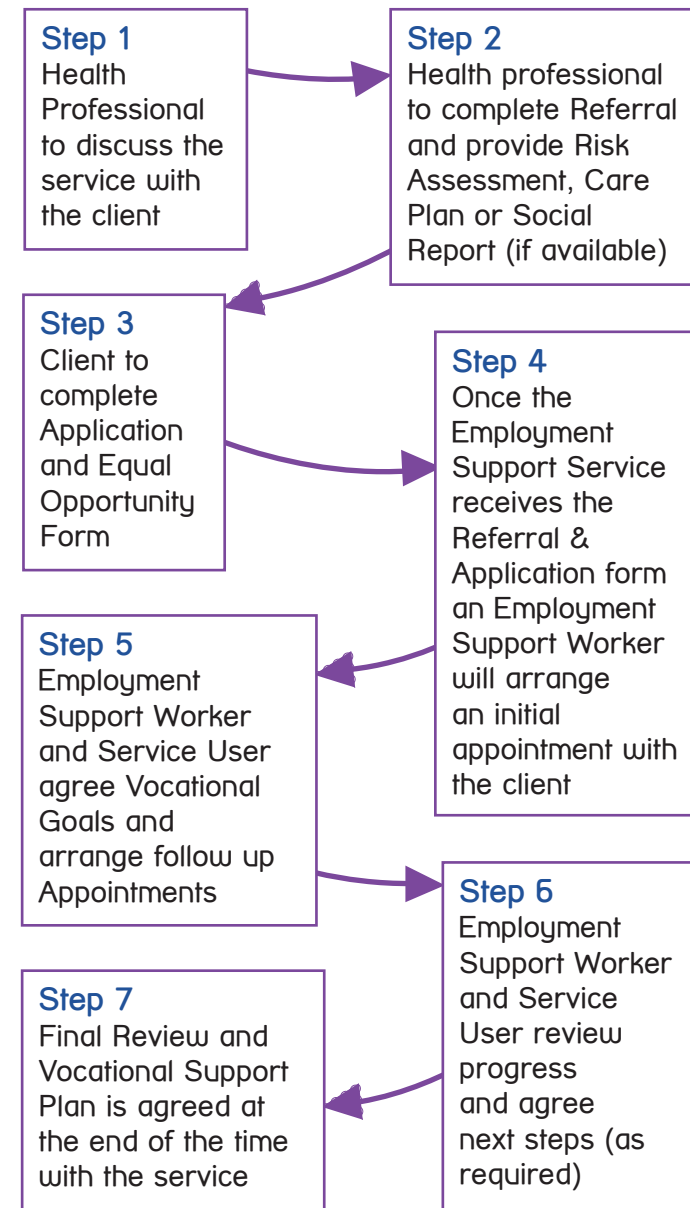 Step 1
Health
Professional
to discuss the
service with
the client
Step 2
Health professional
to complete Referral
and provide Risk
Assessment, Care
Plan or Social
Report (if available)
Step 3
Client to
complete
Application
and Equal
Opportunity
Form
Step 4
Once the
Employment
Support Service
receives the
Referral &
Application form
an Employment
Support Worker
will arrange
an initial
appointment with
the client
Step 5
Employment
Support Worker
and Service User
agree Vocational
Goals and
arrange follow up
Appointments
Step 6
Employment
Support Worker
and Service
User review
progress
and agree
next steps (as
required)
Step 7
Final Review and
Vocational Support
Plan is agreed at
the end of the time
with the service